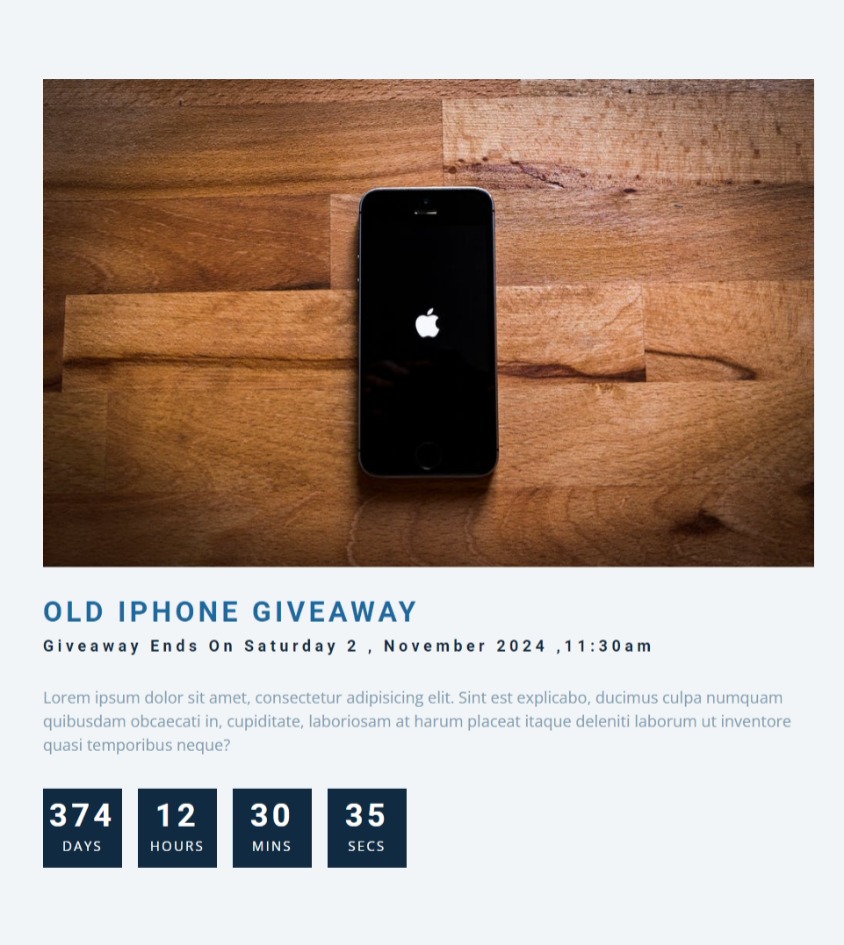 OLD IPHONE GIVEAWAY
Giveaway Ends On Saturday 2 , November 2024 ,11:30am
Lorem ipsum dolor sit amet, consectetur adipisicing elit. Sint est explicabo, ducimus culpa numquam
quibusdam obcaecati in, cupiditate, laboriosam at harum placeat itaque deleniti laborum ut inventore
quasi temporibus neque?
374 12 30 35
DAYS HOURS MINS SECS